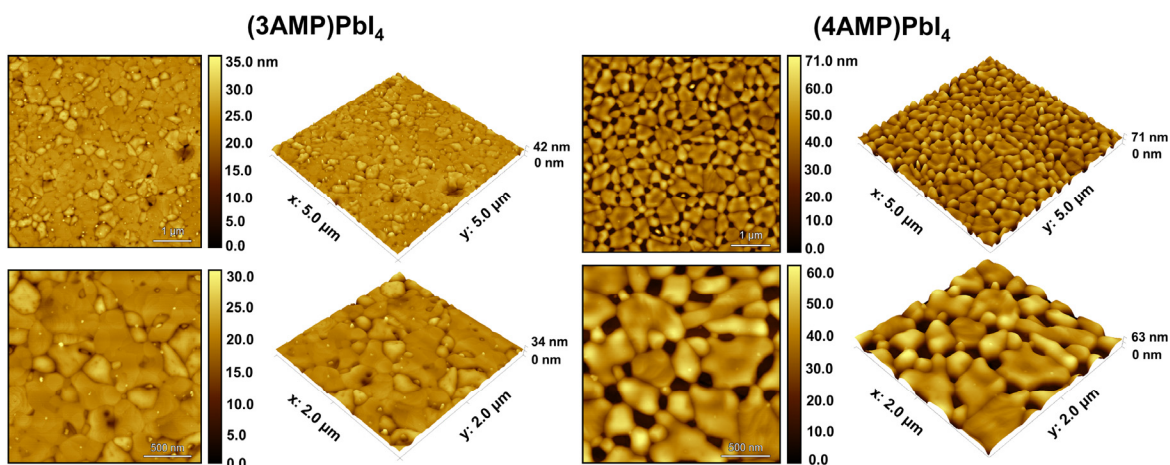 (3AMP)PbI₄
(4AMP)PbI₄
35.0 nm
30.0
25.0
20.0
15.0
10.0
5.0
0.0
1 µm
42 nm
0 nm
x: 5.0 µm
y: 5.0 µm
71.0 nm
60.0
50.0
40.0
30.0
20.0
10.0
0.0
1 µm
71 nm
0 nm
x: 5.0 µm
y: 5.0 µm
30.0
25.0
20.0
15.0
10.0
5.0
0.0
500 nm
34 nm
0 nm
x: 2.0 µm
y: 2.0 µm
60.0
50.0
40.0
30.0
20.0
10.0
0.0
500 nm
63 nm
0 nm
x: 2.0 µm
y: 2.0 µm